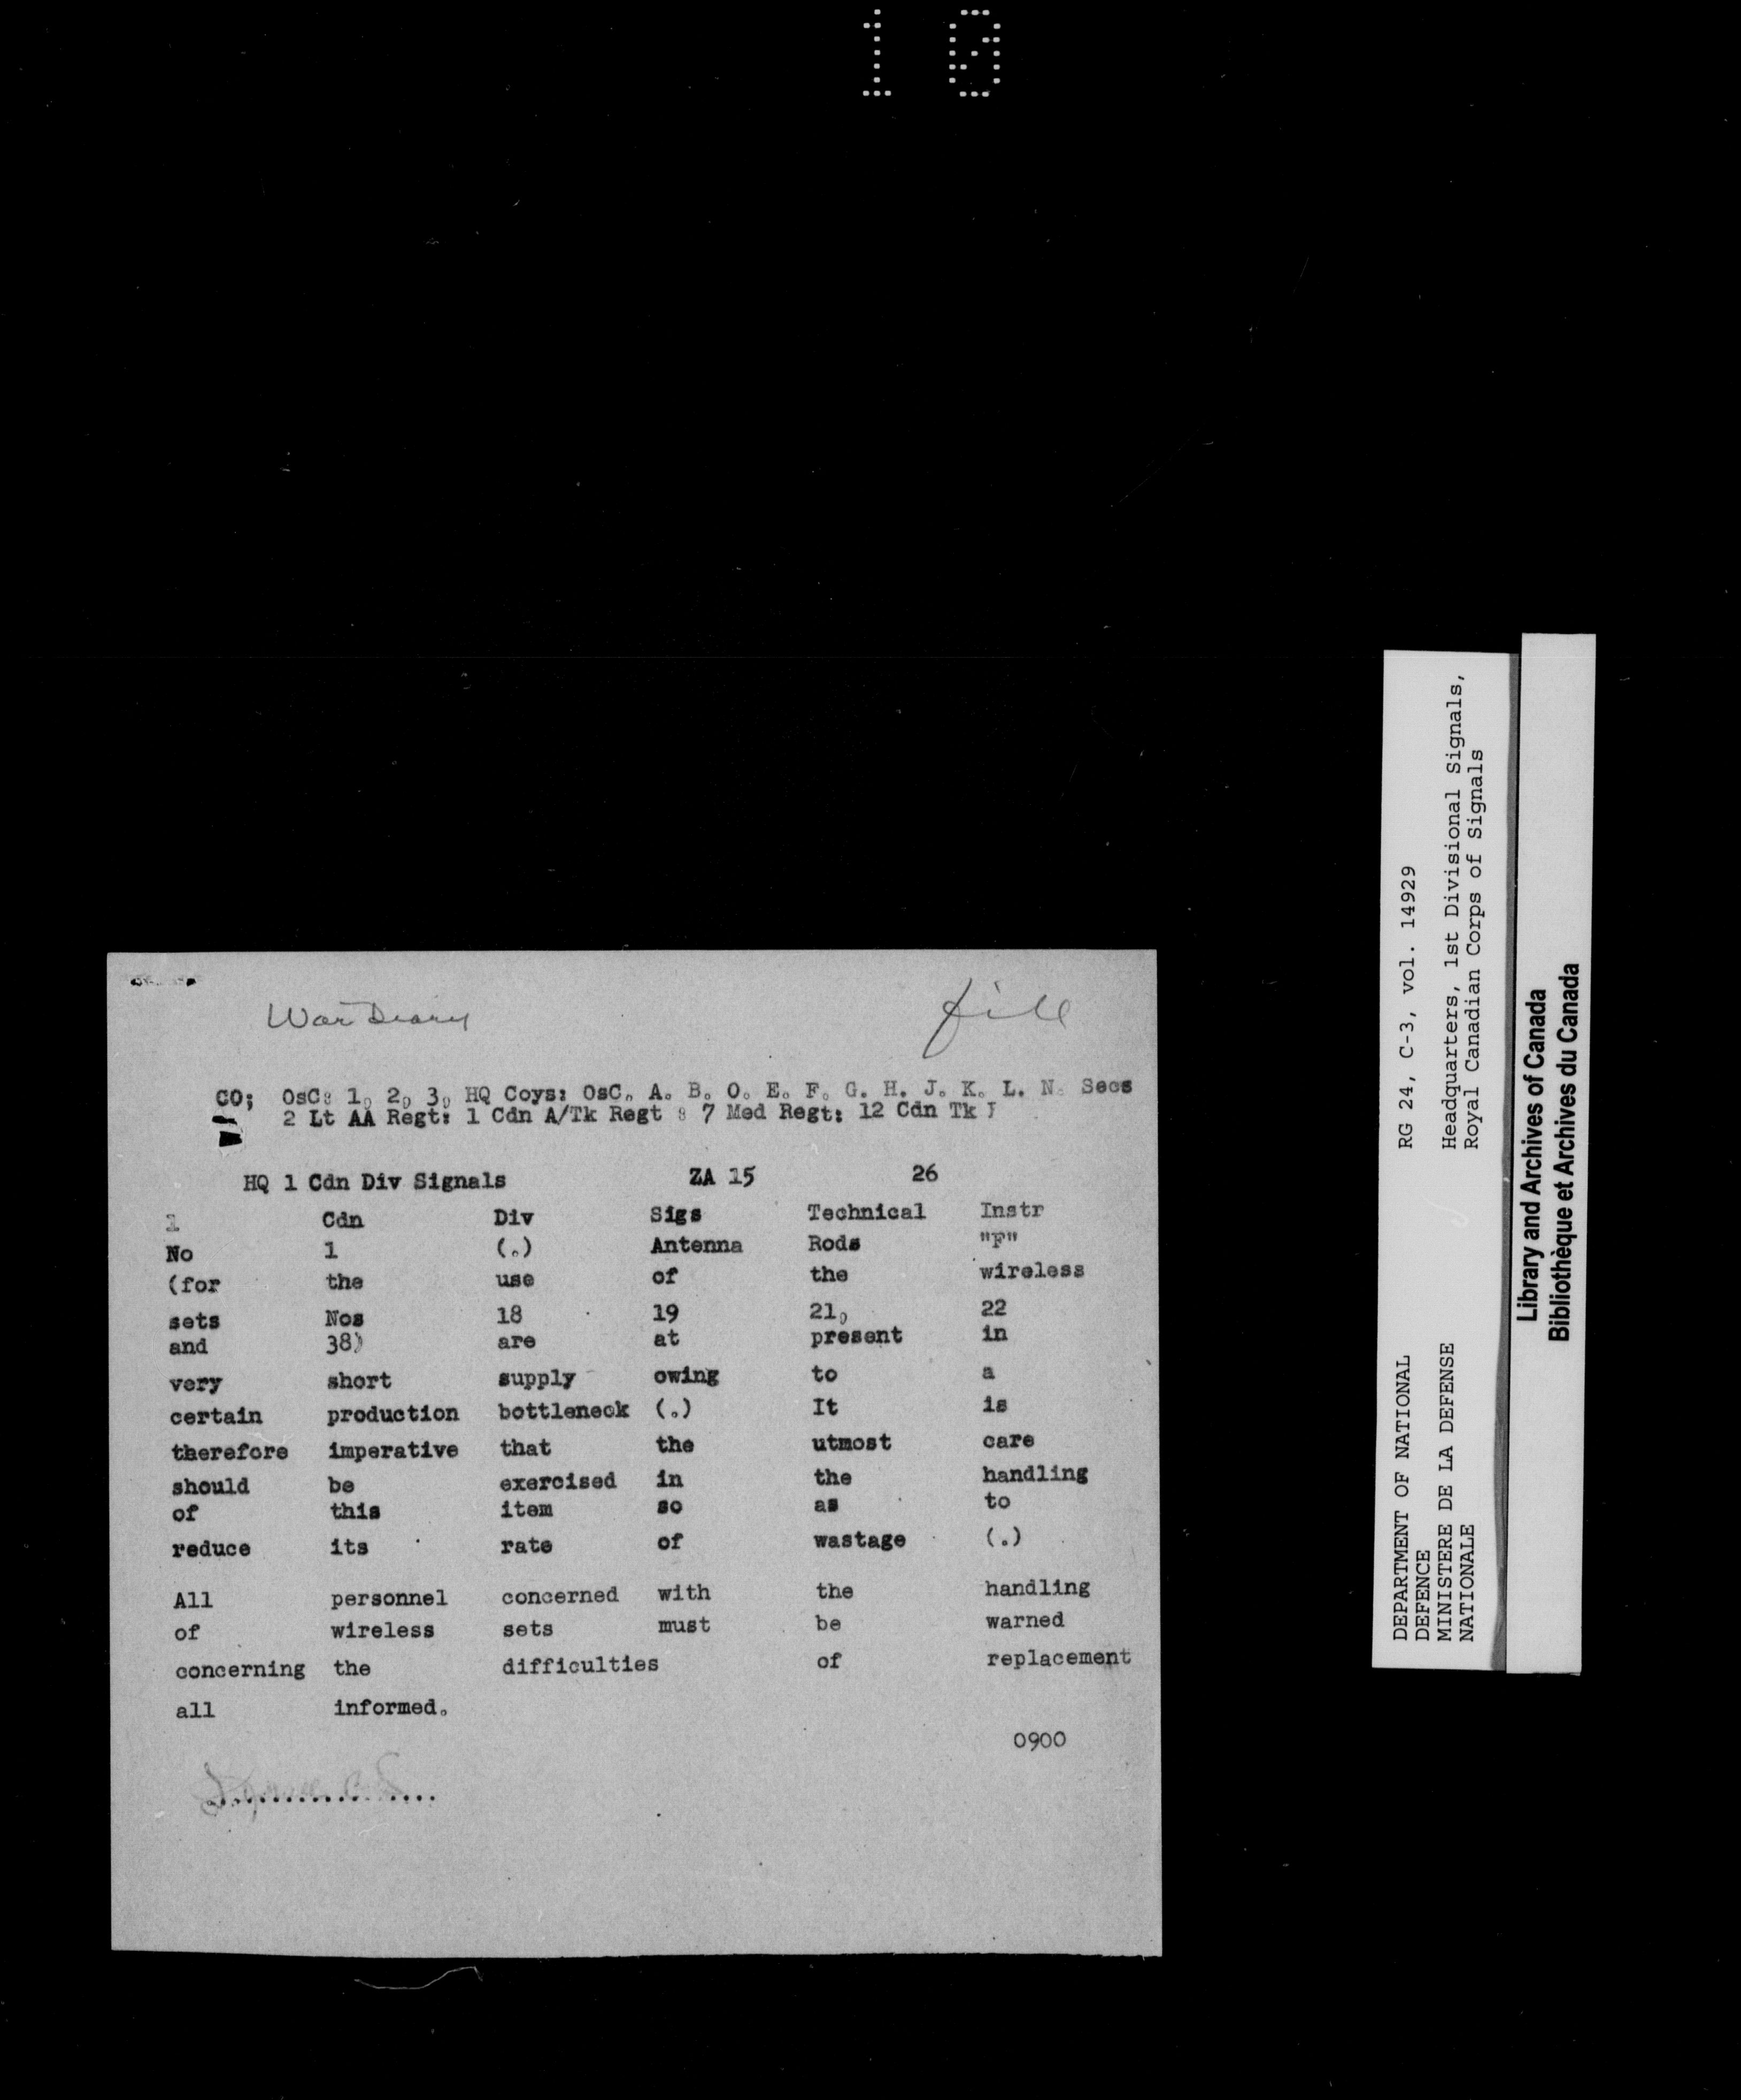 10
War Diary
file
CO; OsC: 1, 2, 3, HQ Coys: OsC. A. B. O. E. F. G. H. J. K. L. N. Secs
2 Lt AA Regt: 1 Cdn A/Tk Regt : 7 Med Regt: 12 Cdn Tk
HQ 1 Cdn Div Signals ZA 15 26
1 Cdn Div Sigs Technical Instr
No 1 (.) Antenna Rods "F"
(for the use of the wireless
sets Nos 18 19 21, 22
and 38) are at present in
very short supply owing to a
certain production bottleneck (.) It is
therefore imperative that the utmost care
should be exercised in the handling
of this item so as to
reduce its rate of wastage (.)
All personnel concerned with the handling
of wireless sets must be warned
concerning the difficulties of replacement
all informed.
0900
DEPARTMENT OF NATIONAL
DEFENCE
MINISTERE DE LA DEFENSE
NATIONALE
RG 24, C-3, vol. 14929
Headquarters, 1st Divisional Signals,
Royal Canadian Corps of Signals
Library and Archives of Canada
Bibliothèque et Archives du Canada